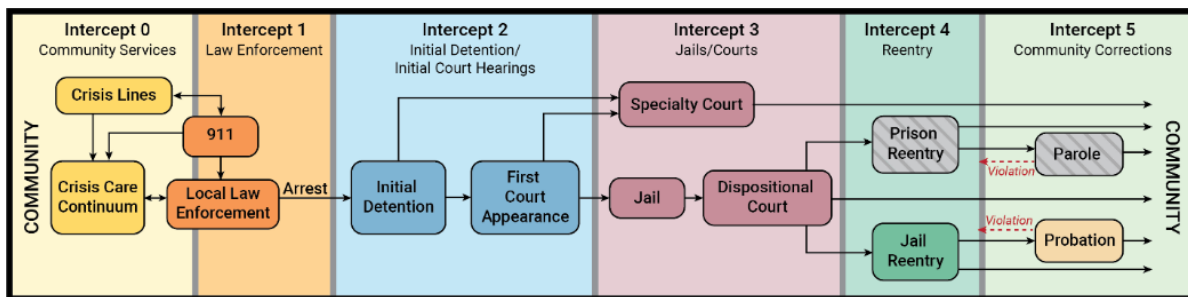 Intercept 0
Community Services
Intercept 1
Law Enforcement
Intercept 2
Initial Detention/
Initial Court Hearings
Intercept 3
Jails/Courts
Intercept 4
Reentry
Intercept 5
Community Corrections
COMMUNITY
Crisis Lines
911
Crisis Care
Continuum
Local Law
Enforcement
Arrest
Initial
Detention
First
Court
Appearance
Specialty Court
Jail
Dispositional
Court
Prison
Reentry
Violation
Parole
Jail
Reentry
Violation
Probation
COMMUNITY